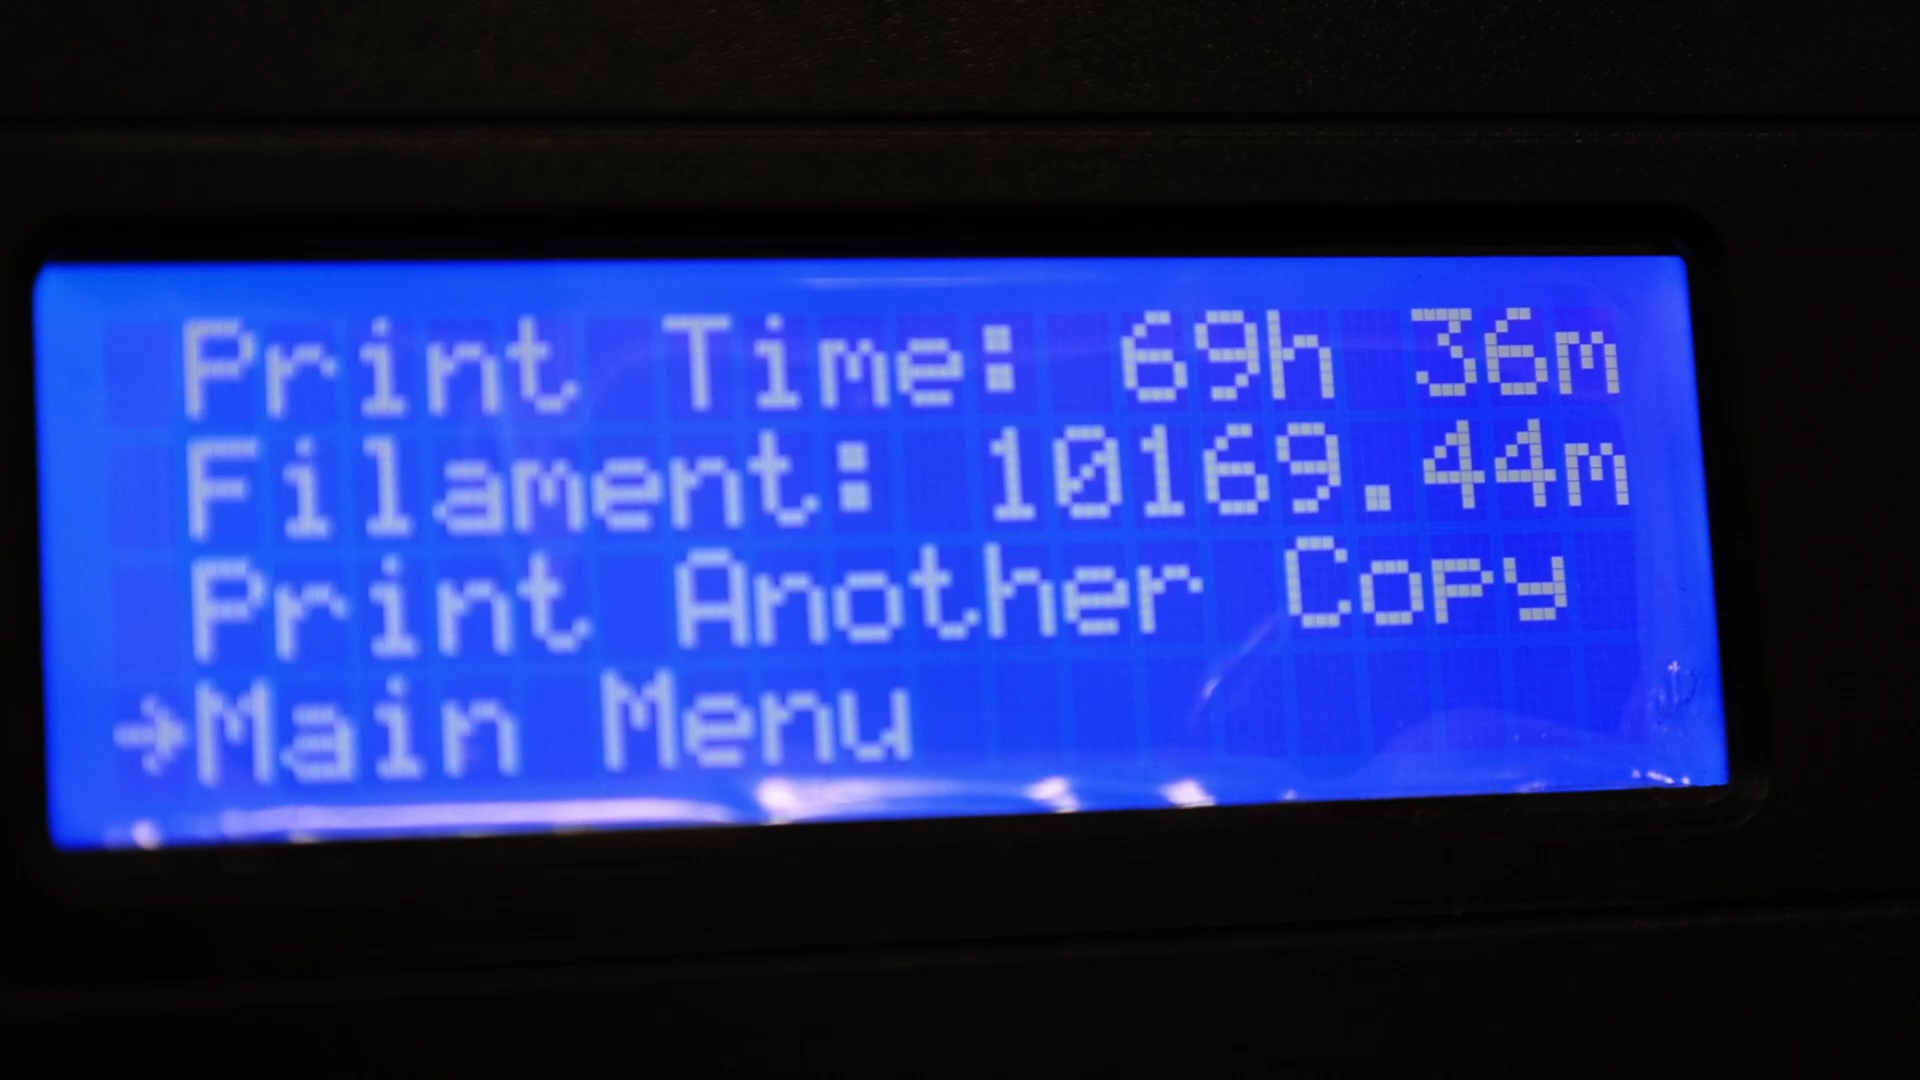 Print Time: 69h 36m
Filament: 10169.44m
Print Another Copy
→Main Menu